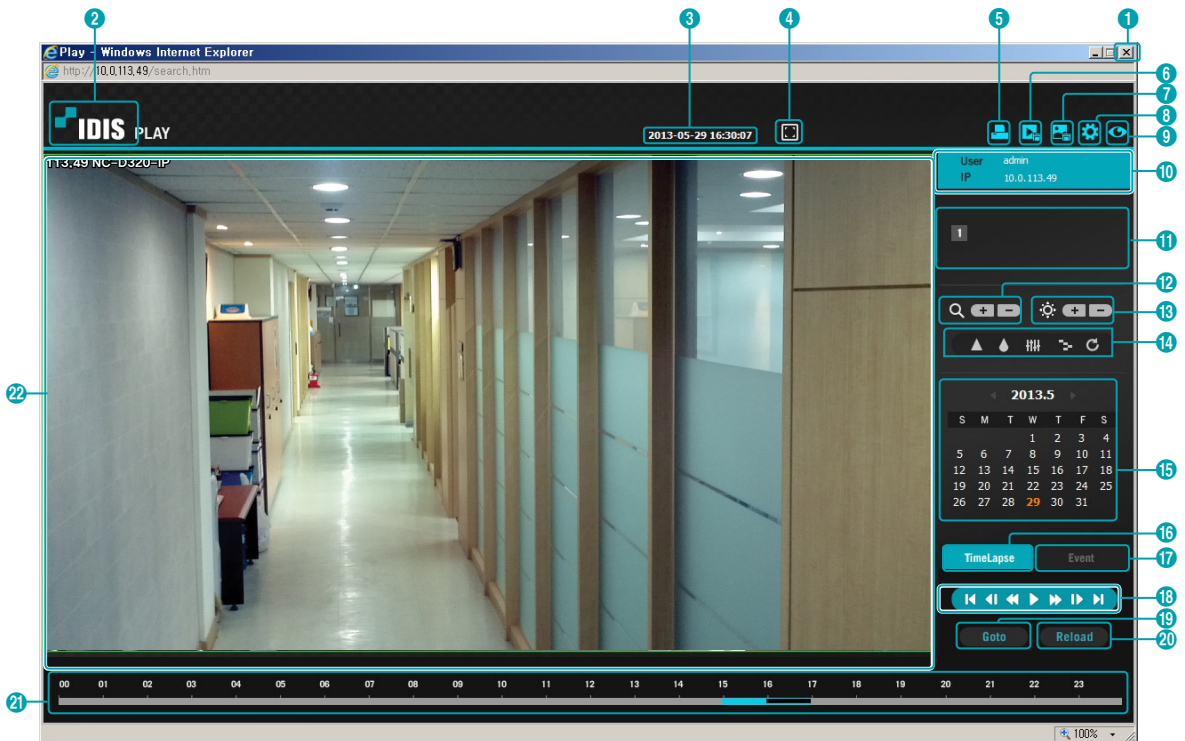 2
3
4
5
1
Play - Windows Internet Explorer
http://10.0.113.49/search.htm
6
7
8
9
IDIS PLAY
2013-05-29 16:30:07
113.49 NC-D320-IP
User admin
IP 10.0.113.49
10
1
11
12
13
14
2013.5
S M T W T F S
1 2 3 4
5 6 7 8 9 10 11
12 13 14 15 16 17 18
19 20 21 22 23 24 25
26 27 28 29 30 31
15
22
16
TimeLapse Event
17
18
19
Goto Reload
20
00 01 02 03 04 05 06 07 08 09 10 11 12 13 14 15 16 17 18 19 20 21 22 23
21
100%